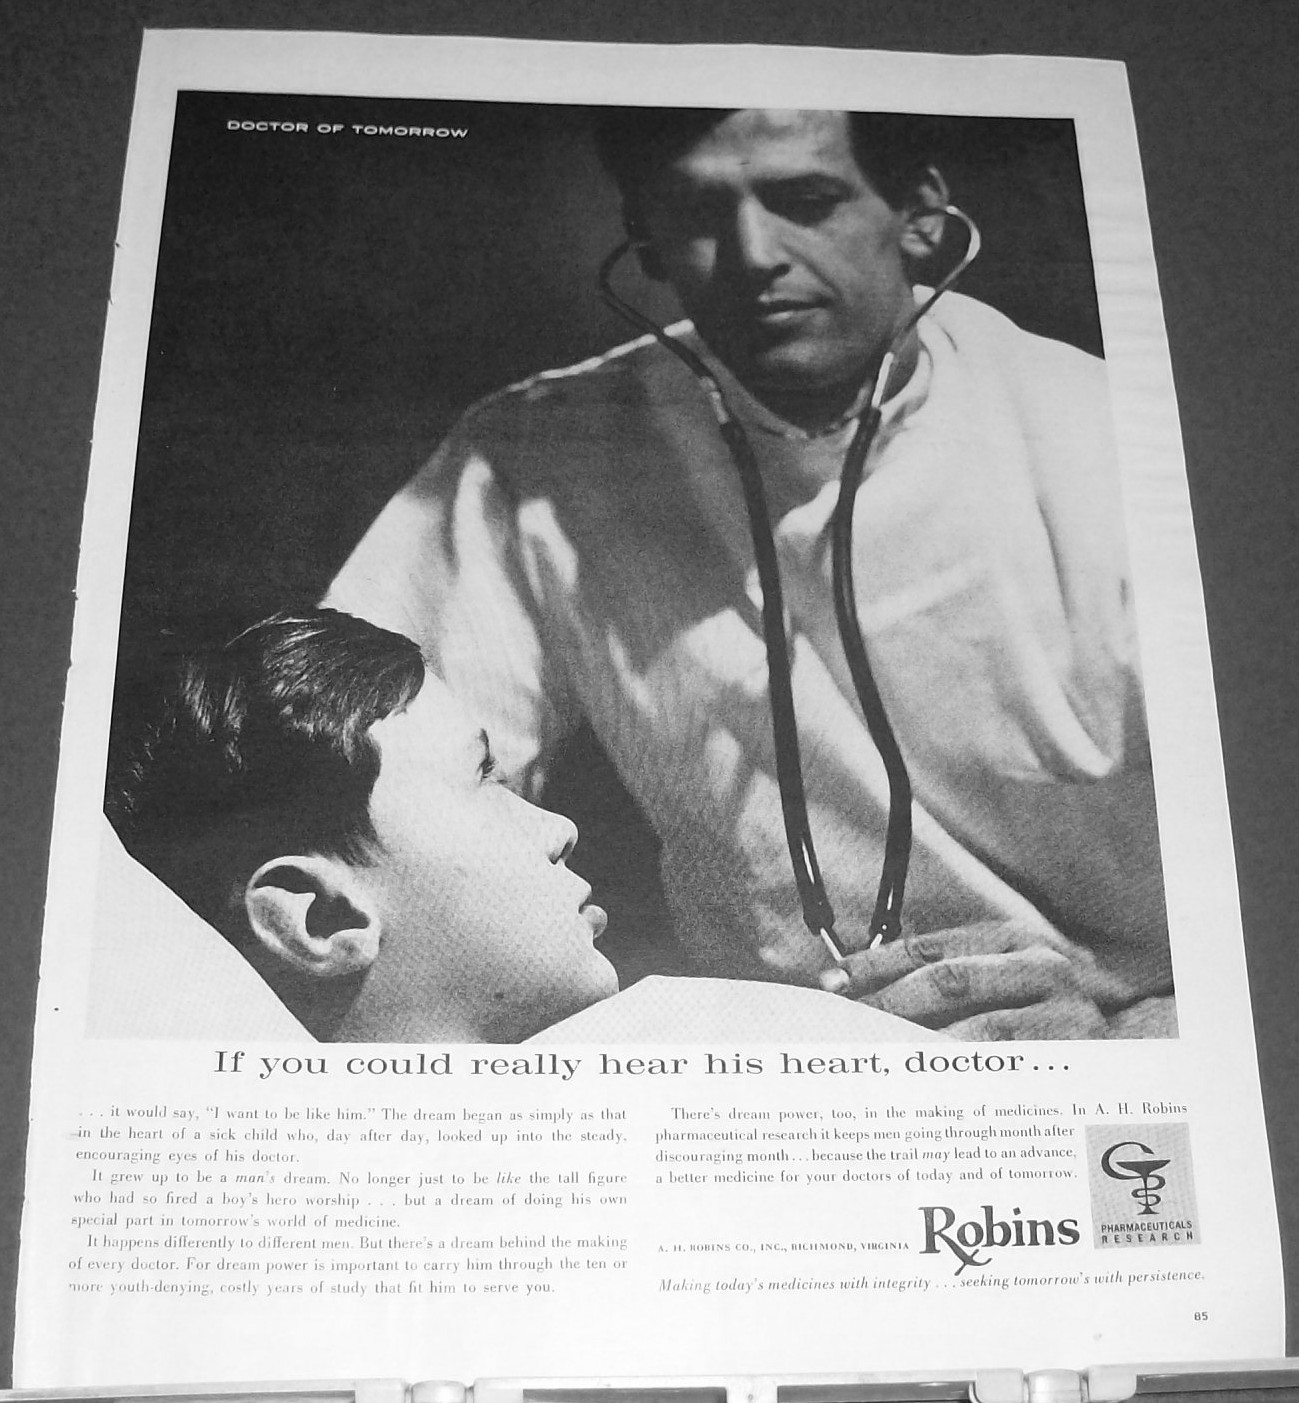 DOCTOR OF TOMORROW
If you could really hear his heart, doctor...
. . . it would say, "I want to be like him." The dream began as simply as that
in the heart of a sick child who, day after day, looked up into the steady,
encouraging eyes of his doctor.
It grew up to be a man's dream. No longer just to be like the tall figure
who had so fired a boy's hero worship . . . but a dream of doing his own
special part in tomorrow's world of medicine.
It happens differently to different men. But there's a dream behind the making
of every doctor. For dream power is important to carry him through the ten or
more youth-denying, costly years of study that fit him to serve you.
There's dream power, too, in the making of medicines. In A. H. Robins
pharmaceutical research it keeps men going through month after
discouraging month . . . because the trail may lead to an advance,
a better medicine for your doctors of today and of tomorrow.
A. H. ROBINS CO., INC., RICHMOND, VIRGINIA
Robins
PHARMACEUTICALS
RESEARCH
Making today's medicines with integrity . . . seeking tomorrow's with persistence.
85